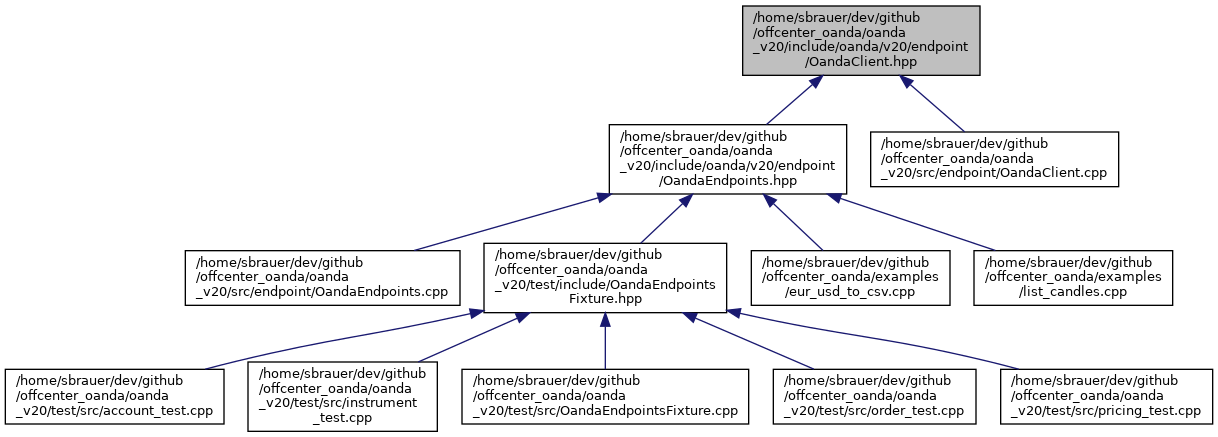 /home/sbrauer/dev/github
/offcenter_oanda/oanda
_v20/include/oanda/v20/endpoint
/OandaClient.hpp
/home/sbrauer/dev/github
/offcenter_oanda/oanda
_v20/include/oanda/v20/endpoint
/OandaEndpoints.hpp
/home/sbrauer/dev/github
/offcenter_oanda/oanda
_v20/src/endpoint/OandaClient.cpp
/home/sbrauer/dev/github
/offcenter_oanda/oanda
_v20/src/endpoint/OandaEndpoints.cpp
/home/sbrauer/dev/github
/offcenter_oanda/oanda
_v20/test/include/OandaEndpoints
Fixture.hpp
/home/sbrauer/dev/github
/offcenter_oanda/examples
/eur_usd_to_csv.cpp
/home/sbrauer/dev/github
/offcenter_oanda/examples
/list_candles.cpp
/home/sbrauer/dev/github
/offcenter_oanda/oanda
_v20/test/src/account_test.cpp
/home/sbrauer/dev/github
/offcenter_oanda/oanda
_v20/test/src/instrument
_test.cpp
/home/sbrauer/dev/github
/offcenter_oanda/oanda
_v20/test/src/OandaEndpointsFixture.cpp
/home/sbrauer/dev/github
/offcenter_oanda/oanda
_v20/test/src/order_test.cpp
/home/sbrauer/dev/github
/offcenter_oanda/oanda
_v20/test/src/pricing_test.cpp